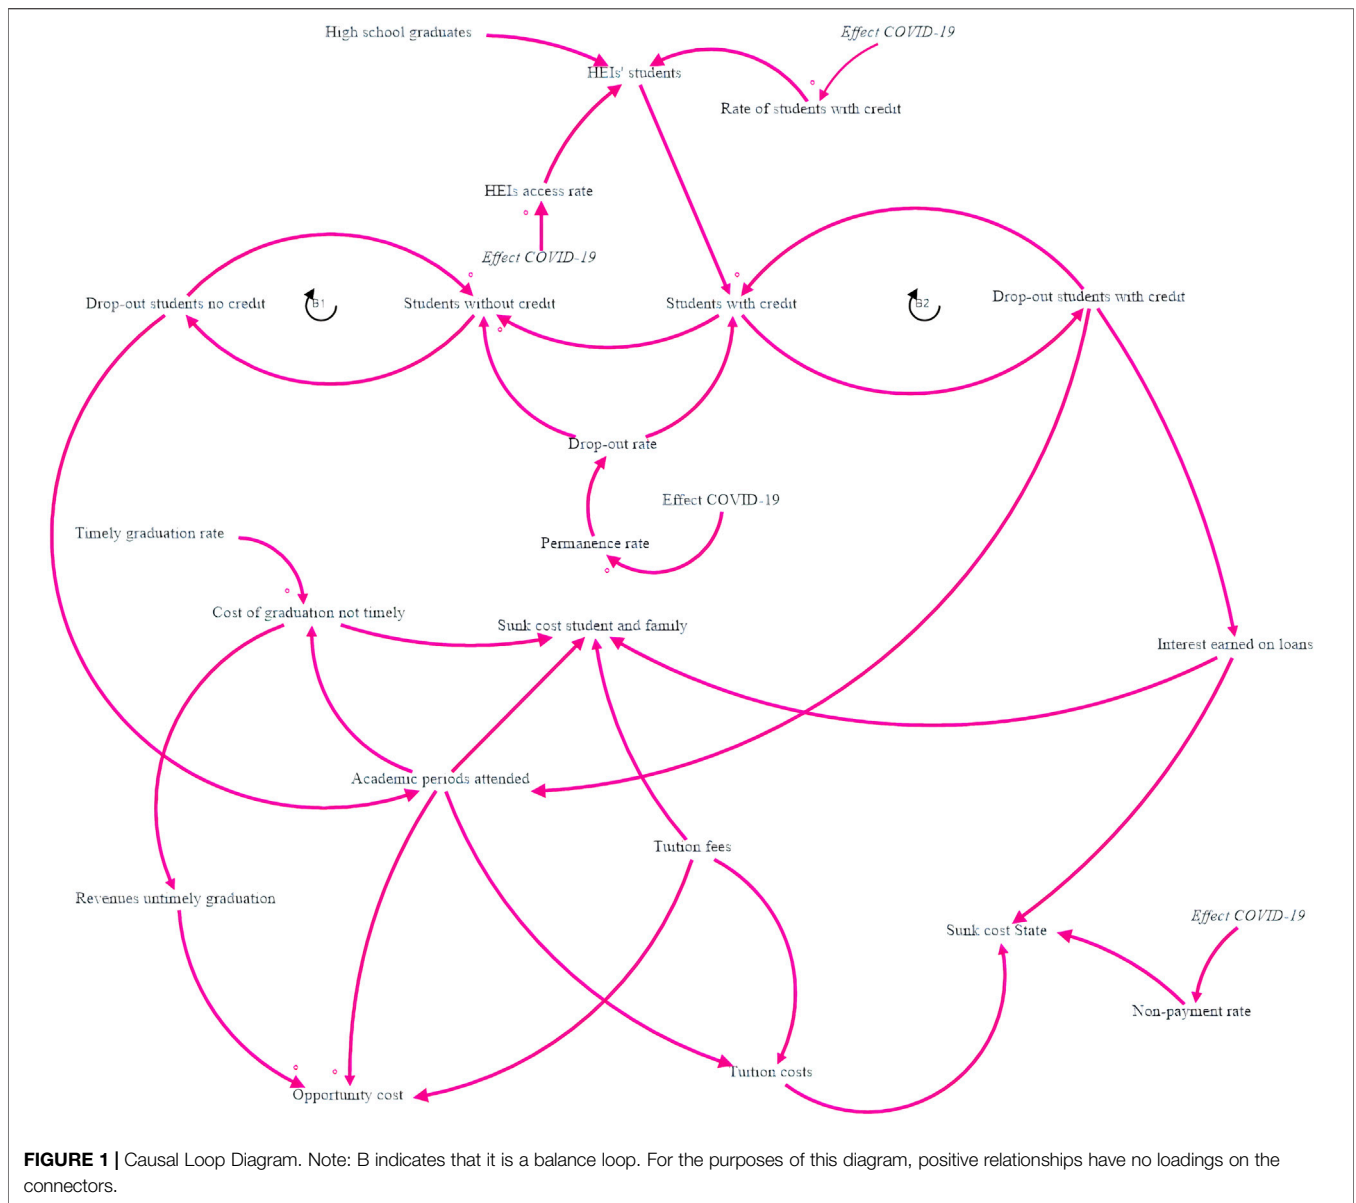 High school graduates
Effect COVID-19
HEIs' students
Rate of students with credit
HEIs access rate
Effect COVID-19
Drop-out students no credit
B1
Students without credit
Students with credit
B2
Drop-out students with credit
Drop-out rate
Effect COVID-19
Timely graduation rate
Permanence rate
Cost of graduation not timely
Sunk cost student and family
Interest earned on loans
Academic periods attended
Tuition fees
Revenues untimely graduation
Effect COVID-19
Sunk cost State
Non-payment rate
Tuition costs
Opportunity cost
FIGURE 1 | Causal Loop Diagram. Note: B indicates that it is a balance loop. For the purposes of this diagram, positive relationships have no loadings on the
connectors.